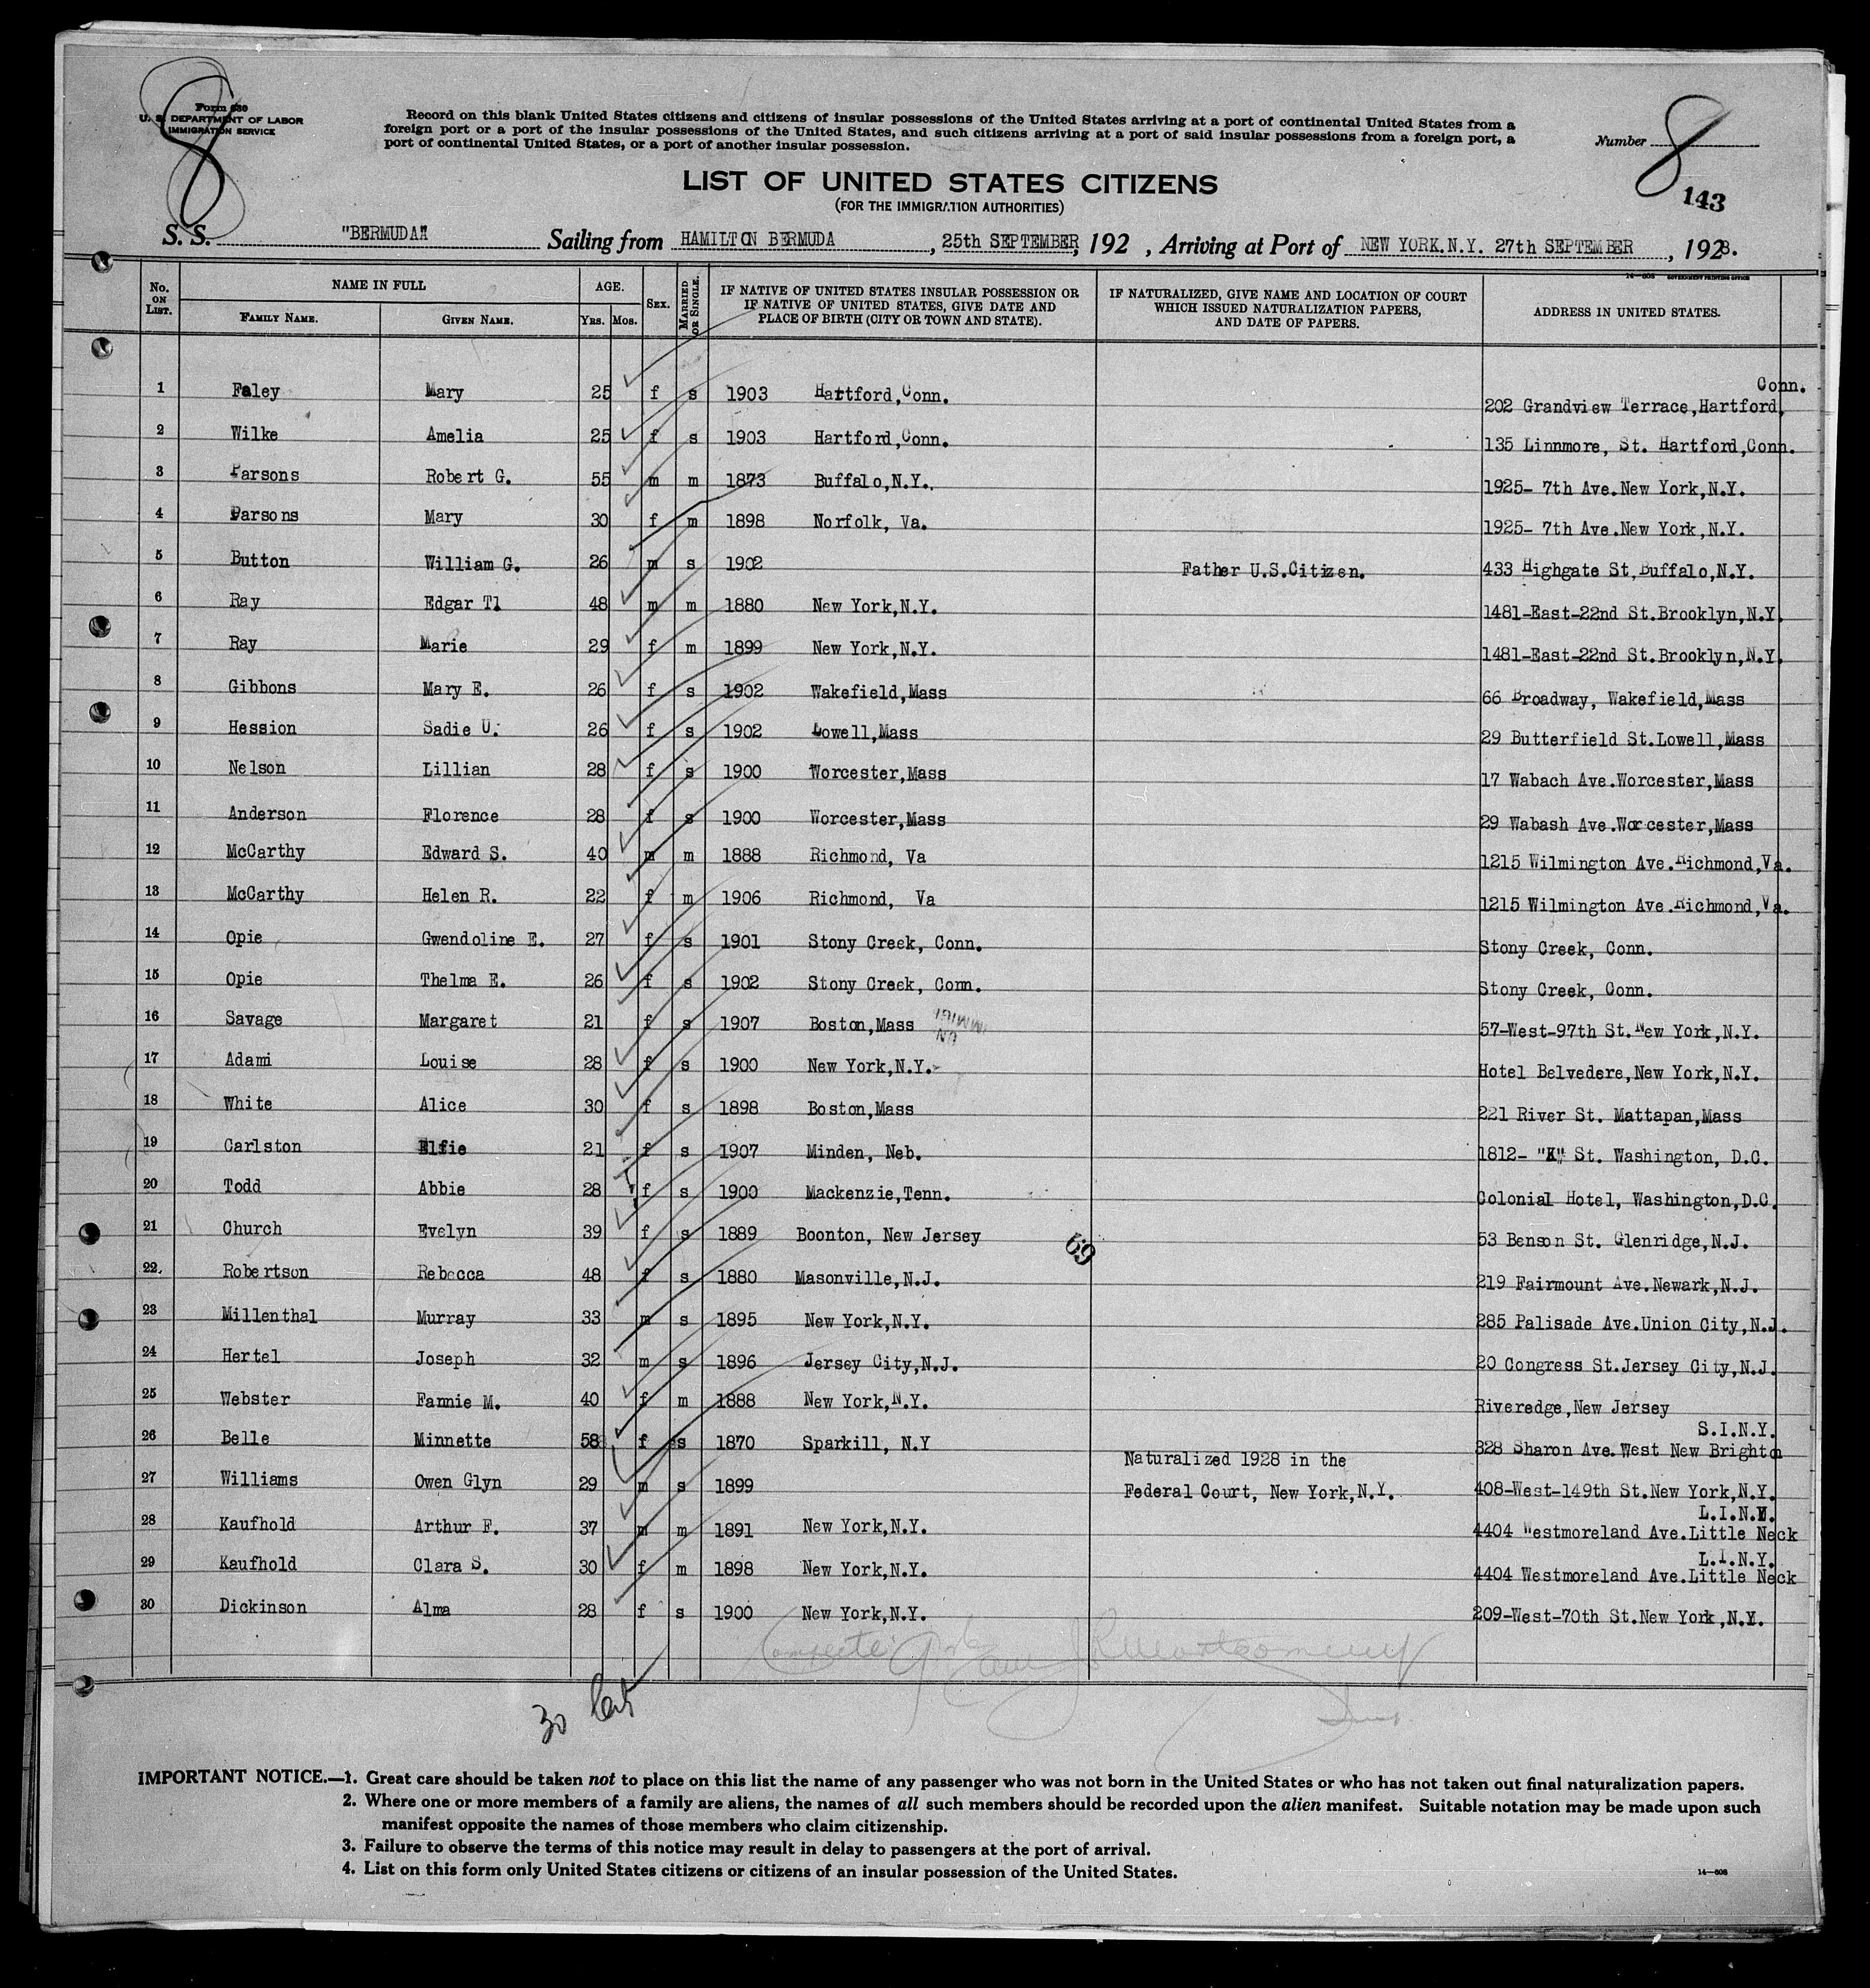 Form 630
U. S. DEPARTMENT OF LABOR
IMMIGRATION SERVICE
8
Record on this blank United States citizens and citizens of insular possessions of the United States arriving at a port of continental United States from a
foreign port or a port of the insular possessions of the United States, and such citizens arriving at a port of said insular possessions from a foreign port, a
port of continental United States, or a port of another insular possession.
Number 8
143
LIST OF UNITED STATES CITIZENS
(FOR THE IMMIGRATION AUTHORITIES)
S. S. "BERMUDA" Sailing from HAMILTON BERMUDA, 25th SEPTEMBER, 192 , Arriving at Port of NEW YORK.N.Y. 27th SEPTEMBER, 1928.
14—608 GOVERNMENT PRINTING OFFICE
No. ON LIST. NAME IN FULL FAMILY NAME. GIVEN NAME. AGE. YRS. MOS. SEX. MARRIED OR SINGLE. IF NATIVE OF UNITED STATES INSULAR POSSESSION OR IF NATIVE OF UNITED STATES, GIVE DATE AND PLACE OF BIRTH (CITY OR TOWN AND STATE). IF NATURALIZED, GIVE NAME AND LOCATION OF COURT WHICH ISSUED NATURALIZATION PAPERS, AND DATE OF PAPERS. ADDRESS IN UNITED STATES.
1 Faley Mary 25 f s 1903 Hartford,Conn. 202 Grandview Terrace,Hartford, Conn.
2 Wilke Amelia 25 f s 1903 Hartford,Conn. 135 Linnmore, St. Hartford,Conn.
3 Parsons Robert G. 55 m m 1873 Buffalo,N.Y. 1925- 7th Ave.New York,N.Y.
4 Parsons Mary 30 f m 1898 Norfolk, Va. 1925- 7th Ave.New York,N.Y.
5 Button William G. 26 m s 1902 Father U.S.Citizen. 433 Highgate St,Buffalo,N.Y.
6 Ray Edgar Tl 48 m m 1880 New York,N.Y. 1481-East-22nd St.Brooklyn,N.Y.
7 Ray Marie 29 f m 1899 New York,N.Y. 1481-East-22nd St.Brooklyn,N.Y.
8 Gibbons Mary E. 26 f s 1902 Wakefield,Mass 66 Broadway, Wakefield,Mass
9 Hession Sadie U. 26 f s 1902 Lowell,Mass 29 Butterfield St.Lowell,Mass
10 Nelson Lillian 28 f s 1900 Worcester,Mass 17 Wabach Ave.Worcester,Mass
11 Anderson Florence 28 f s 1900 Worcester,Mass 29 Wabash Ave.Worcester,Mass
12 McCarthy Edward S. 40 m m 1888 Richmond, Va 1215 Wilmington Ave.Richmond,Va.
13 McCarthy Helen R. 22 f m 1906 Richmond, Va 1215 Wilmington Ave.Richmond,Va.
14 Opie Gwendoline E. 27 f s 1901 Stony Creek, Conn. Stony Creek, Conn.
15 Opie Thelma E. 26 f s 1902 Stony Creek, Conn. Stony Creek, Conn.
16 Savage Margaret 21 f s 1907 Boston,Mass 57-West-97th St.New York,N.Y.
17 Adami Louise 28 f s 1900 New York,N.Y. Hotel Belvedere,New York,N.Y.
18 White Alice 30 f s 1898 Boston,Mass 221 River St. Mattapan,Mass
19 Carlston Elfie 21 f s 1907 Minden, Neb. 1812- "K" St. Washington, D.C.
20 Todd Abbie 28 f s 1900 Mackenzie,Tenn. Colonial Hotel, Washington,D.C.
21 Church Evelyn 39 f s 1889 Boonton, New Jersey 53 Benson St. Glenridge,N.J.
69
22 Robertson Rebecca 48 f s 1880 Masonville,N.J. 219 Fairmount Ave.Newark,N.J.
23 Millenthal Murray 33 m s 1895 New York,N.Y. 285 Palisade Ave.Union City,N.J.
24 Hertel Joseph 32 m s 1896 Jersey City,N.J. 20 Congress St.Jersey City,N.J.
25 Webster Fannie M. 40 f m 1888 New York,N.Y. Riveredge,New Jersey
26 Belle Minnette 58 f s 1870 Sparkill, N.Y 328 Sharon Ave.West New Brighton S.I.N.Y.
27 Williams Owen Glyn 29 m s 1899 Naturalized 1928 in the Federal Court, New York,N.Y. 408-West-149th St.New York,N.Y.
28 Kaufhold Arthur F. 37 m m 1891 New York,N.Y. 4404 Westmoreland Ave.Little Neck L.I.N.Y.
29 Kaufhold Clara S. 30 f m 1898 New York,N.Y. 4404 Westmoreland Ave.Little Neck L.I.N.Y.
30 Dickinson Alma 28 f s 1900 New York,N.Y. 209-West-70th St.New York,N.Y.
30
IMPORTANT NOTICE.—1. Great care should be taken not to place on this list the name of any passenger who was not born in the United States or who has not taken out final naturalization papers.
2. Where one or more members of a family are aliens, the names of all such members should be recorded upon the alien manifest. Suitable notation may be made upon such
manifest opposite the names of those members who claim citizenship.
3. Failure to observe the terms of this notice may result in delay to passengers at the port of arrival.
4. List on this form only United States citizens or citizens of an insular possession of the United States.
14—608